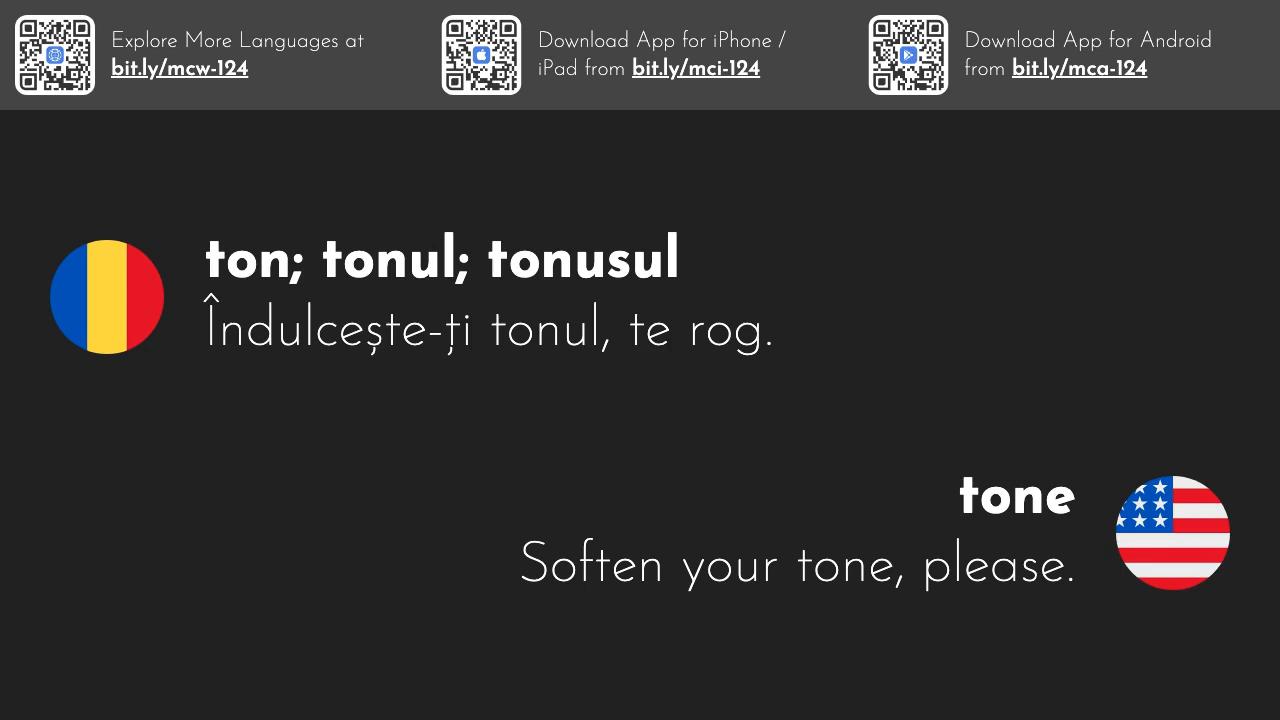 Explore More Languages at
bit.ly/mcw-124
Download App for iPhone /
iPad from bit.ly/mci-124
Download App for Android
from bit.ly/mca-124
ton; tonul; tonusul
Îndulcește-ți tonul, te rog.
tone
Soften your tone, please.